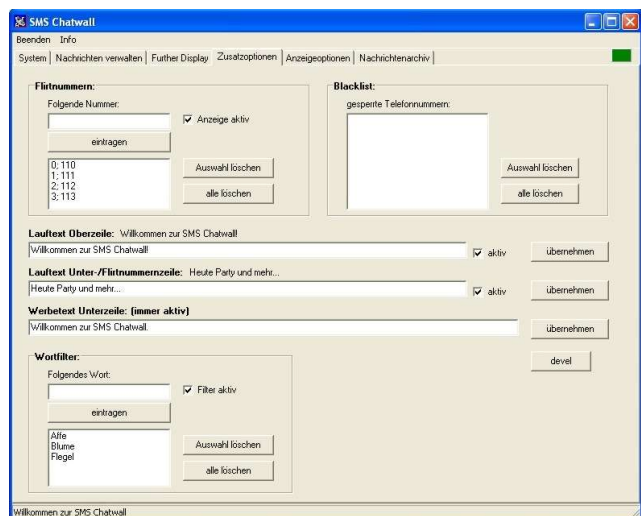 SMS Chatwall
Beenden Info
System Nachrichten verwalten Further Display Zusatzoptionen Anzeigeoptionen Nachrichtenarchiv
Flirtnummern:
Folgende Nummer:
Anzeige aktiv
eintragen
0; 110
1; 111
2; 112
3; 113
Auswahl löschen
alle löschen
Blacklist:
gesperrte Telefonnummern:
Auswahl löschen
alle löschen
Lauftext Oberzeile: Willkommen zur SMS Chatwall!
Willkommen zur SMS Chatwall! aktiv übernehmen
Lauftext Unter-/Flirtnummernzeile: Heute Party und mehr...
Heute Party und mehr... aktiv übernehmen
Werbetext Unterzeile: (immer aktiv)
Willkommen zur SMS Chatwall. übernehmen
devel
Wortfilter:
Folgendes Wort:
Filter aktiv
eintragen
Affe
Blume
Flegel
Auswahl löschen
alle löschen
Willkommen zur SMS Chatwall